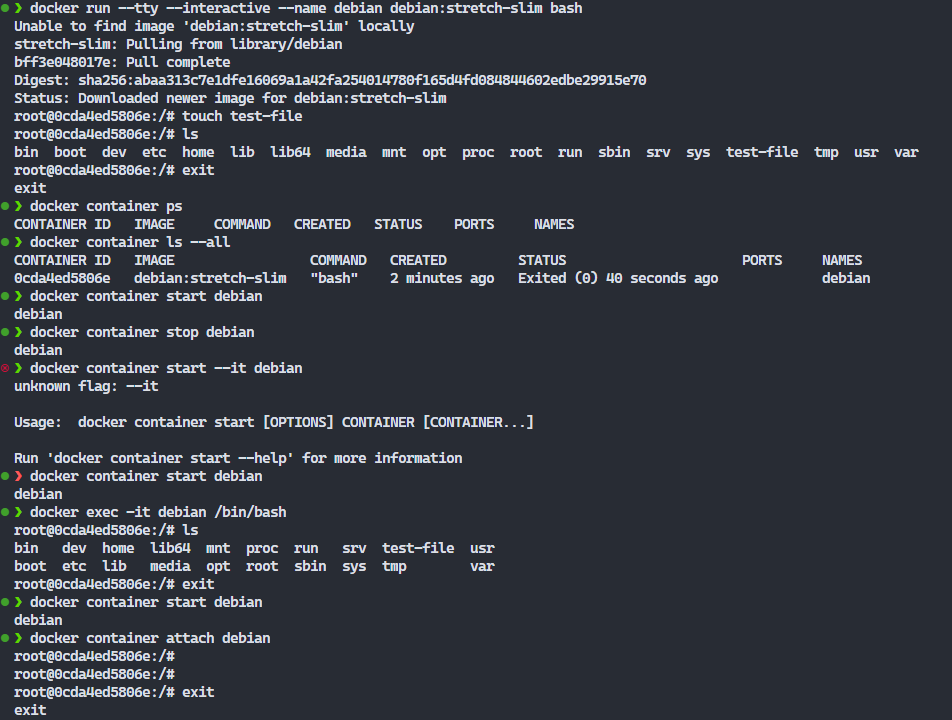 ❯ docker run --tty --interactive --name debian debian:stretch-slim bash
Unable to find image 'debian:stretch-slim' locally
stretch-slim: Pulling from library/debian
bff3e048017e: Pull complete
Digest: sha256:abaa313c7e1dfe16069a1a42fa254014780f165d4fd084844602edbe29915e70
Status: Downloaded newer image for debian:stretch-slim
root@0cda4ed5806e:/# touch test-file
root@0cda4ed5806e:/# ls
bin  boot  dev  etc  home  lib  lib64  media  mnt  opt  proc  root  run  sbin  srv  sys  test-file  tmp  usr  var
root@0cda4ed5806e:/# exit
exit
❯ docker container ps
CONTAINER ID   IMAGE     COMMAND   CREATED   STATUS    PORTS     NAMES
❯ docker container ls --all
CONTAINER ID   IMAGE                 COMMAND   CREATED         STATUS                      PORTS     NAMES
0cda4ed5806e   debian:stretch-slim   "bash"    2 minutes ago   Exited (0) 40 seconds ago             debian
❯ docker container start debian
debian
❯ docker container stop debian
debian
❯ docker container start --it debian
unknown flag: --it

Usage:  docker container start [OPTIONS] CONTAINER [CONTAINER...]

Run 'docker container start --help' for more information
❯ docker container start debian
debian
❯ docker exec -it debian /bin/bash
root@0cda4ed5806e:/# ls
bin   dev  home  lib64  mnt  proc  run   srv  test-file  usr
boot  etc  lib   media  opt  root  sbin  sys  tmp        var
root@0cda4ed5806e:/# exit
❯ docker container start debian
debian
❯ docker container attach debian
root@0cda4ed5806e:/#
root@0cda4ed5806e:/#
root@0cda4ed5806e:/# exit
exit